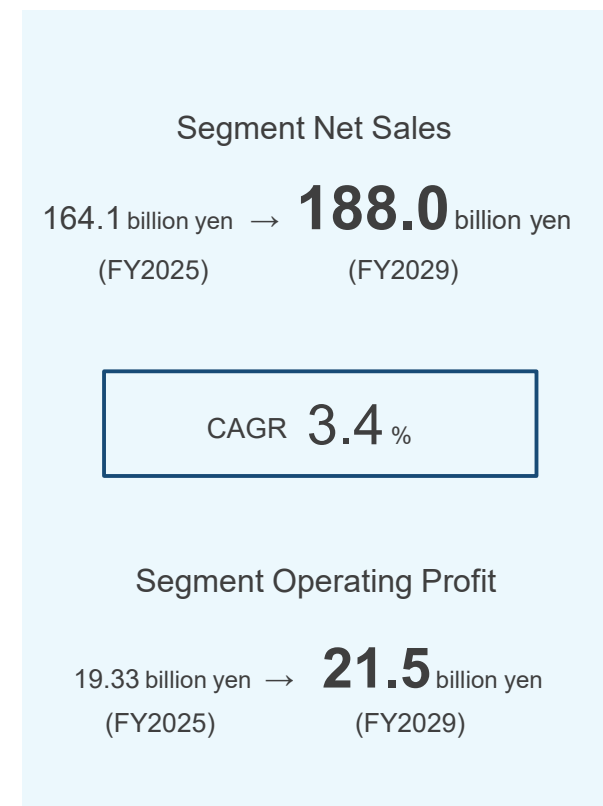 Segment Net Sales
164.1 billion yen → 188.0 billion yen
(FY2025) (FY2029)
CAGR 3.4 %
Segment Operating Profit
19.33 billion yen → 21.5 billion yen
(FY2025) (FY2029)